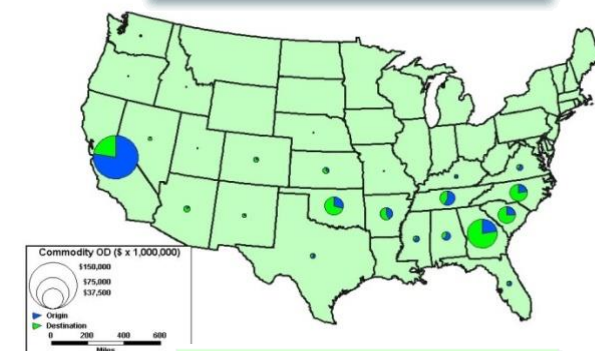 Commodity OD ($ x 1,000,000)
$150,000
$75,000
$37,500
Origin
Destination
0 200 400 600
Miles